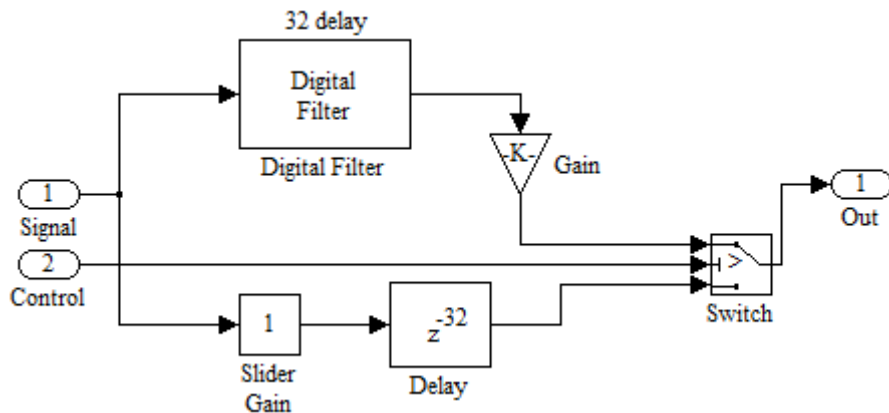 32 delay
Digital
Filter
Digital Filter
-K-
Gain
1
Signal
2
Control
1
Slider
Gain
z-32
Delay
>
Switch
1
Out